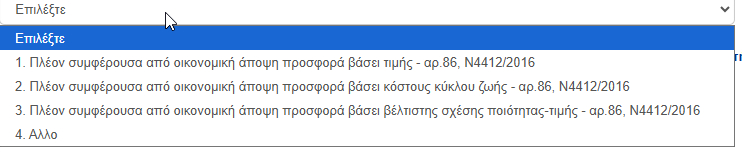 Επιλέξτε
Επιλέξτε
1. Πλέον συμφέρουσα από οικονομική άποψη προσφορά βάσει τιμής - αρ.86, Ν4412/2016
2. Πλέον συμφέρουσα από οικονομική άποψη προσφορά βάσει κόστους κύκλου ζωής - αρ.86, Ν4412/2016
3. Πλέον συμφέρουσα από οικονομική άποψη προσφορά βάσει βέλτιστης σχέσης ποιότητας-τιμής - αρ.86, Ν4412/2016
4. Αλλο